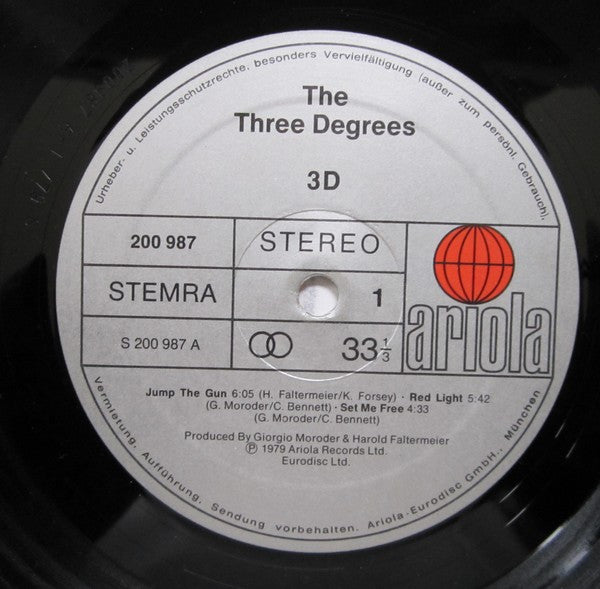 Urheber- u. Leistungsschutzrechte, besonders Vervielfältigung (außer zum persönl. Gebrauch),
The
Three Degrees
3D
200 987
STEREO
STEMRA
1
S 200 987 A
33 1/3
ariola
Jump The Gun 6:05 (H. Faltermeier/K. Forsey) · Red Light 5:42
(G. Moroder/C. Bennett) · Set Me Free 4:33
(G. Moroder/C. Bennett)
Produced By Giorgio Moroder & Harold Faltermeier
Ⓟ 1979 Ariola Records Ltd.
Eurodisc Ltd.
Vermietung, Aufführung, Sendung vorbehalten. Ariola-Eurodisc GmbH., München